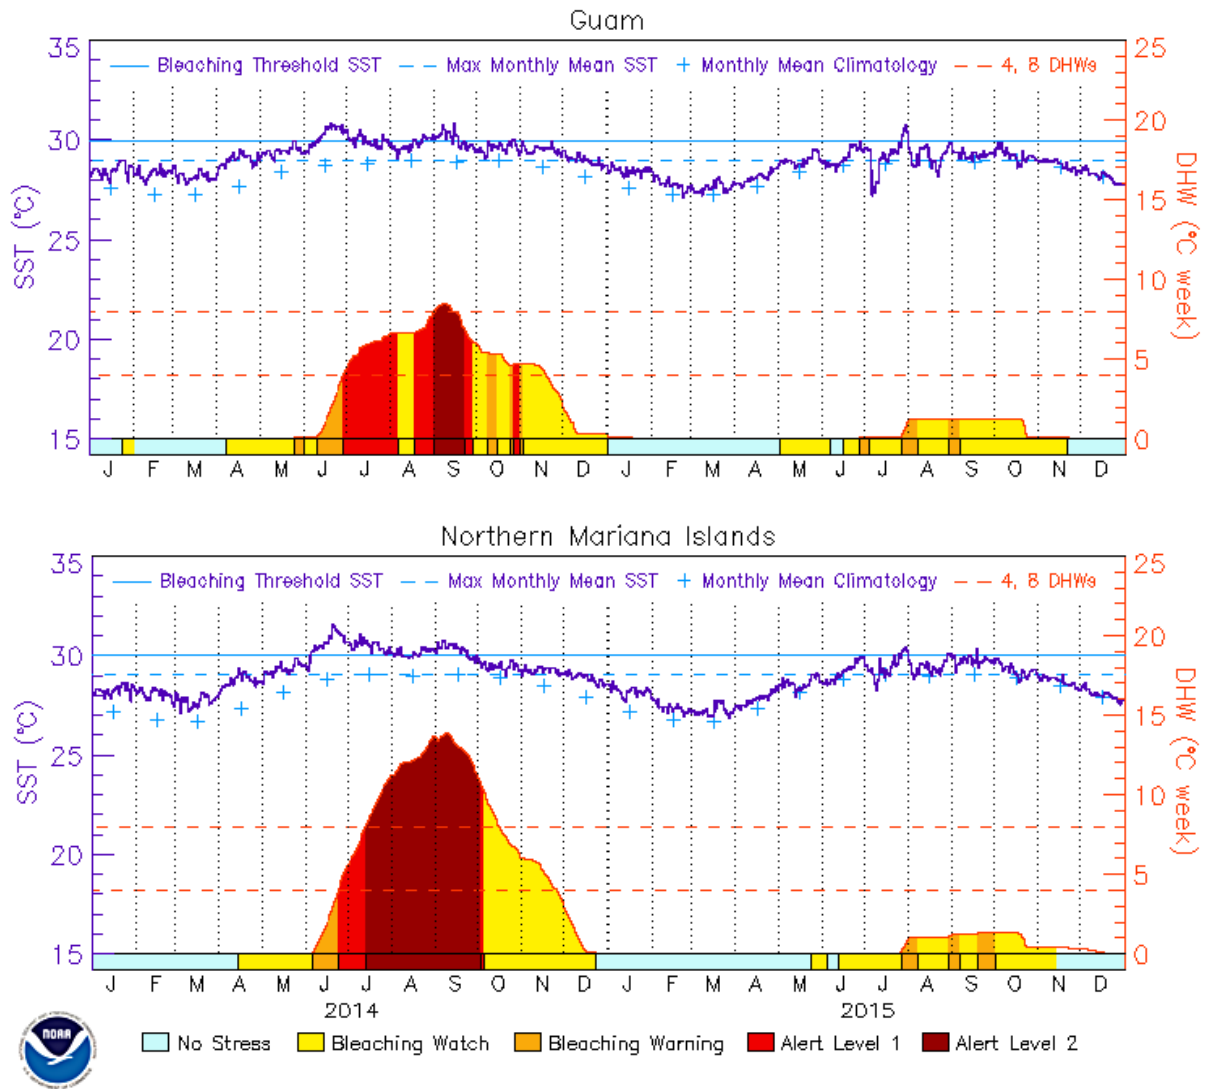 Guam
Bleaching Threshold SST Max Monthly Mean SST Monthly Mean Climatology 4, 8 DHWs
35
30
25
20
15
SST (°C)
25
20
15
10
5
0
DHW (°C week)
J F M A M J J A S O N D J F M A M J J A S O N D
Northern Mariana Islands
Bleaching Threshold SST Max Monthly Mean SST Monthly Mean Climatology 4, 8 DHWs
35
30
25
20
15
SST (°C)
25
20
15
10
5
0
DHW (°C week)
J F M A M J J A S O N D J F M A M J J A S O N D
2014 2015
NOAA
No Stress Bleaching Watch Bleaching Warning Alert Level 1 Alert Level 2